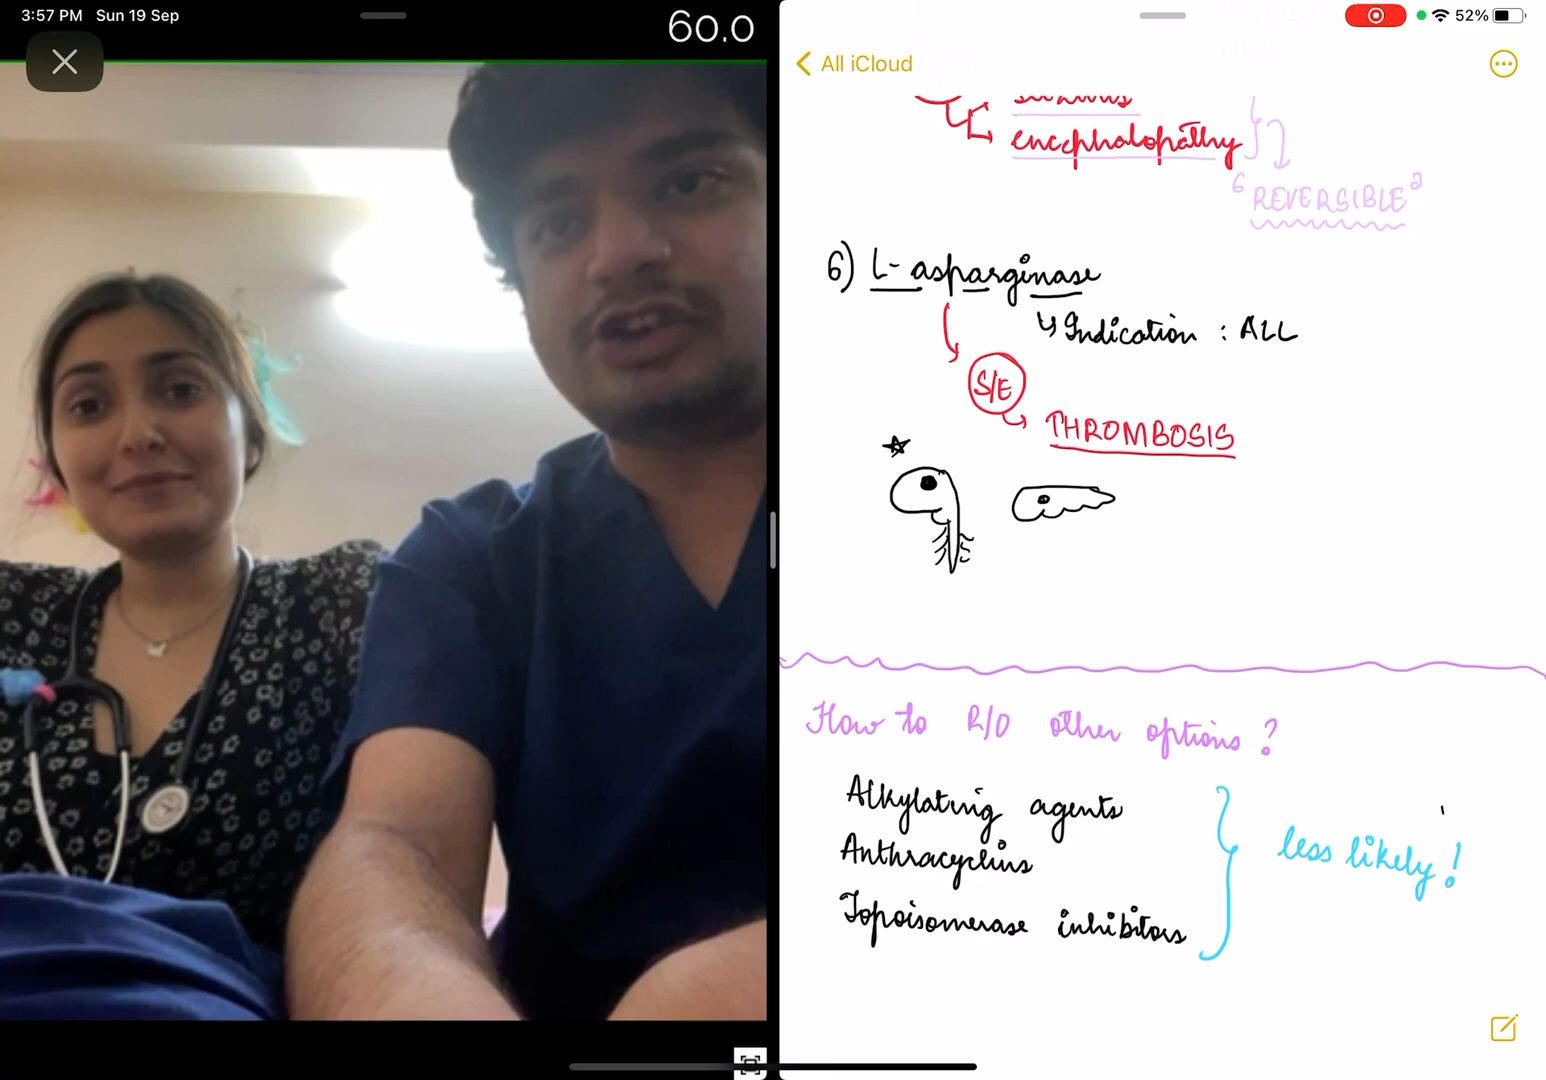 3:57 PM Sun 19 Sep
60.0
52%
All iCloud
encephalopathy
"REVERSIBLE"
6) L-asparginase
Indication : ALL
S/E
THROMBOSIS
How to R/O other options ?
Alkylating agents
Anthracyclins
Topoisomerase inhibitors
less likely !